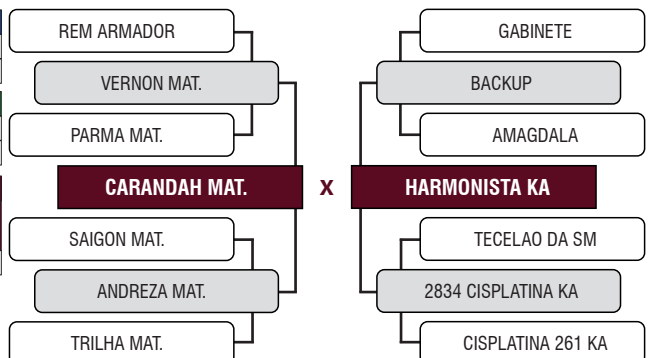 REM ARMADOR
GABINETE
VERNON MAT.
BACKUP
PARMA MAT.
AMAGDALA
CARANDAH MAT.
X
HARMONISTA KA
SAIGON MAT.
TECELAO DA SM
ANDREZA MAT.
2834 CISPLATINA KA
TRILHA MAT.
CISPLATINA 261 KA